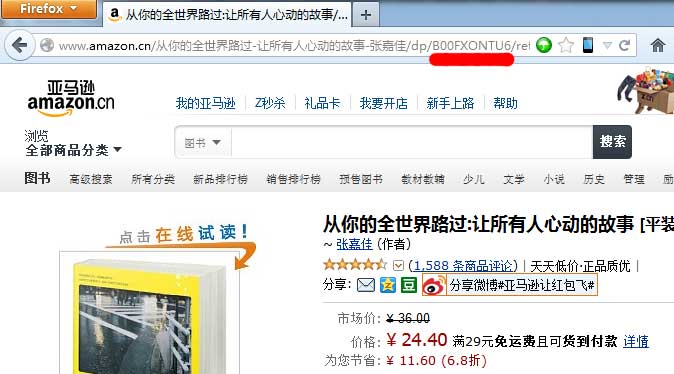 Firefox
从你的全世界路过:让所有人心动的故事/...
www.amazon.cn/从你的全世界路过-让所有人心动的故事-张嘉佳/dp/B00FXONTU6/ref
亚马逊
amazon.cn
我的亚马逊 Z秒杀 礼品卡 我要开店 新手上路 帮助
浏览
全部商品分类
图书
搜索
图书 高级搜索 所有分类 新品排行榜 销售排行榜 预售图书 教材教辅 少儿 文学 小说 历史 管理 励
点击在线试读!
从你的全世界路过:让所有人心动的故事 [平装
~ 张嘉佳 (作者)
(1,588 条商品评论) | 天天低价·正品质优 |
分享: 豆 分享微博#亚马逊让红包飞#
市场价: ¥ 36.00
价格: ¥ 24.40 满29元免运费且可货到付款 详情
为您节省: ¥ 11.60 (6.8折)